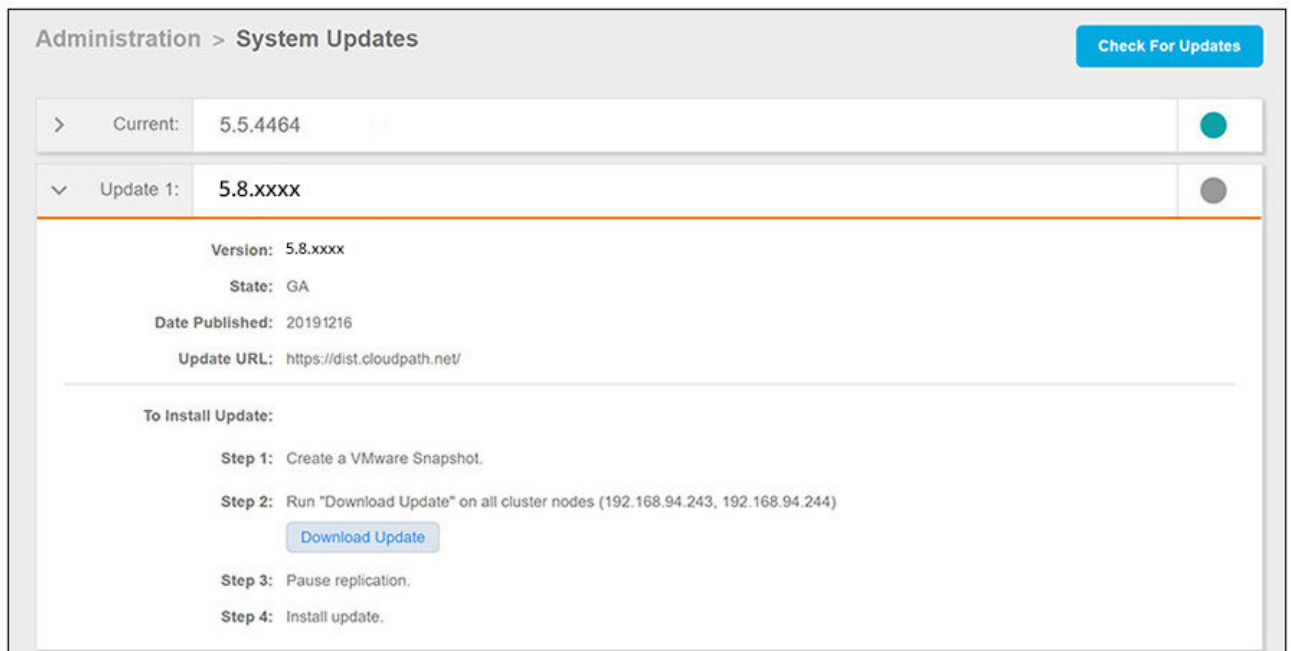 Administration > System Updates
Check For Updates
Current: 5.5.4464
Update 1: 5.8.xxxx
Version: 5.8.xxxx
State: GA
Date Published: 20191216
Update URL: https://dist.cloudpath.net/
To Install Update:
Step 1: Create a VMware Snapshot.
Step 2: Run "Download Update" on all cluster nodes (192.168.94.243, 192.168.94.244)
Download Update
Step 3: Pause replication.
Step 4: Install update.